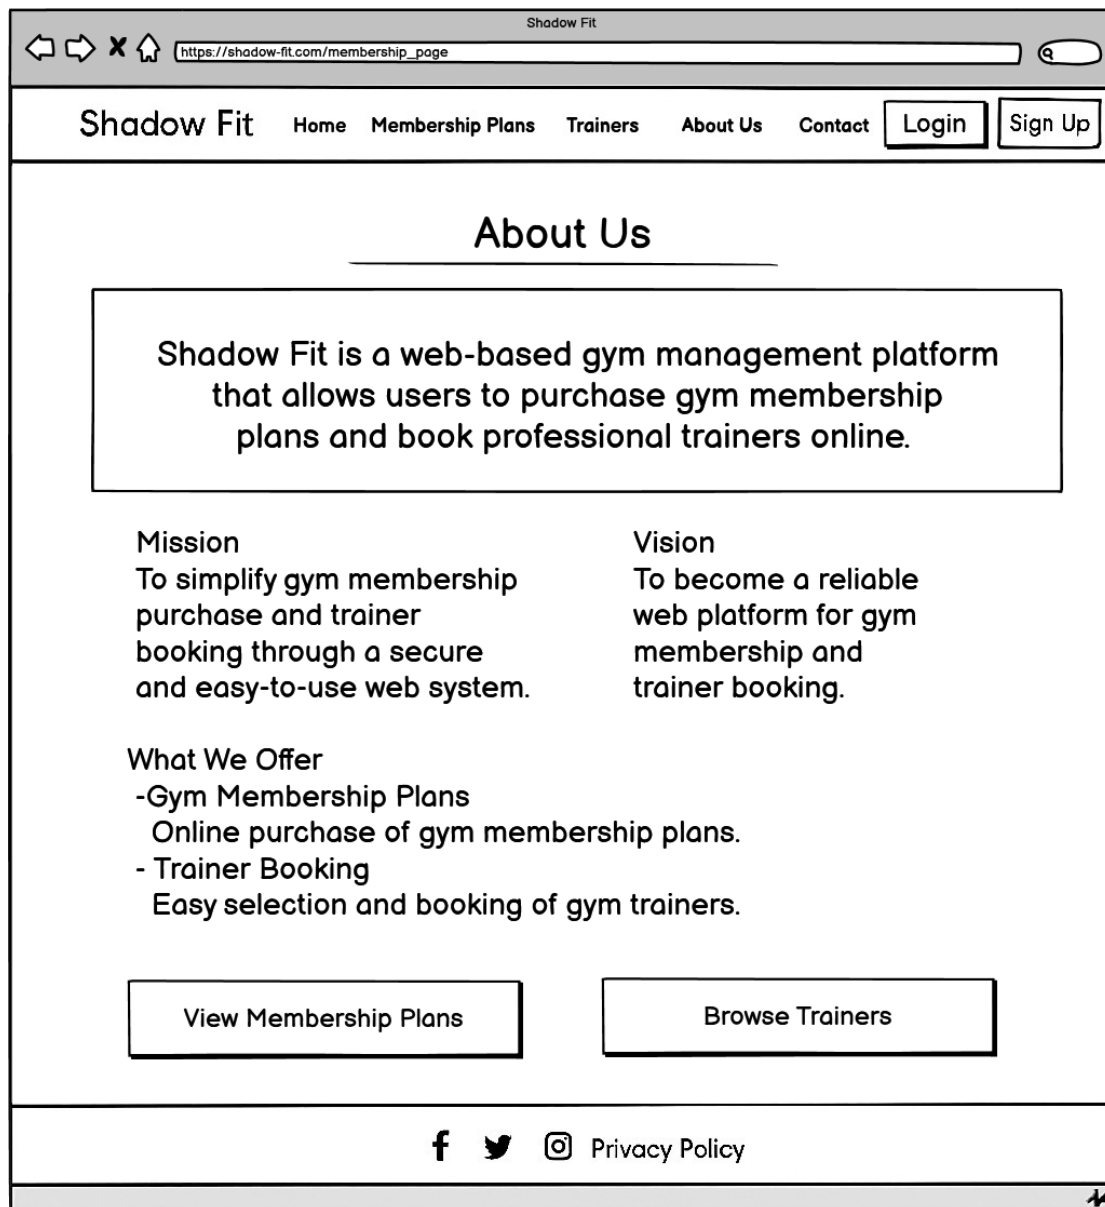 Shadow Fit
https://shadow-fit.com/membership_page
Shadow Fit Home Membership Plans Trainers About Us Contact Login Sign Up
About Us
Shadow Fit is a web-based gym management platform
that allows users to purchase gym membership
plans and book professional trainers online.
Mission
To simplify gym membership
purchase and trainer
booking through a secure
and easy-to-use web system.
Vision
To become a reliable
web platform for gym
membership and
trainer booking.
What We Offer
-Gym Membership Plans
Online purchase of gym membership plans.
- Trainer Booking
Easy selection and booking of gym trainers.
View Membership Plans
Browse Trainers
Privacy Policy